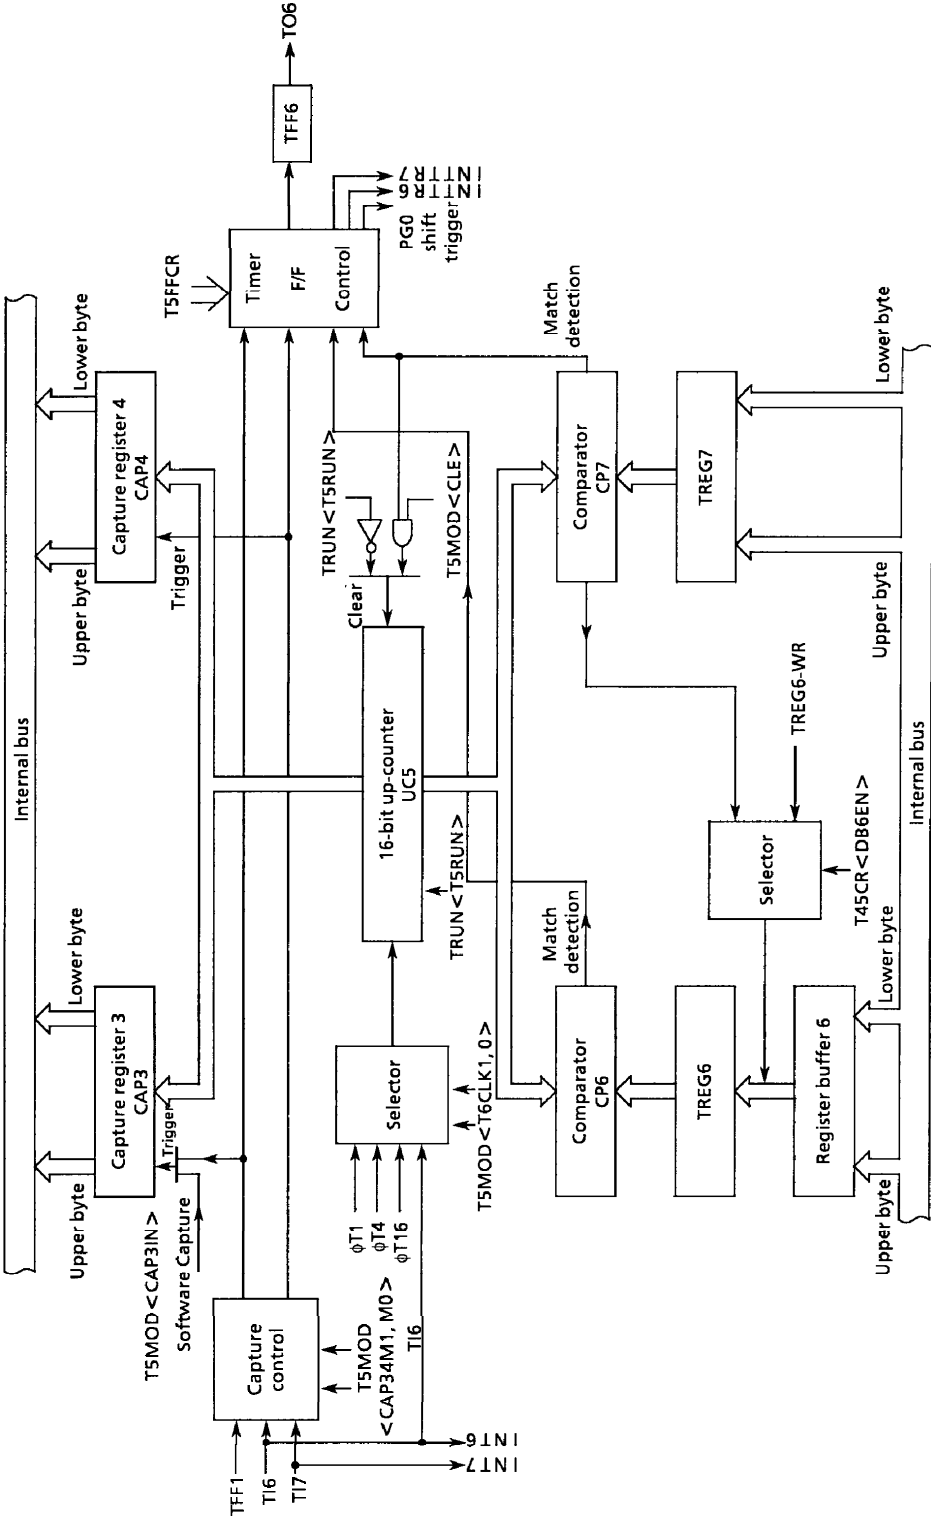 Internal bus
Upper byte
Lower byte
Upper byte
Lower byte
Capture register 3
CAP3
Capture register 4
CAP4
T5MOD<CAP3IN>
Software Capture
Trigger
Trigger
T5FFCR
TFF1
TI6
TI7
Capture
control
T5MOD
<CAP34M1, M0>
INT6
INT7
Timer
F/F
Control
TFF6
TO6
INTTR7
INTTR6
PG0
shift
trigger
ϕT1
ϕT4
ϕT16
TI6
Selector
T5MOD<T6CLK1, 0>
16-bit up-counter
UC5
TRUN<T5RUN>
Clear
TRUN<T5RUN>
T5MOD<CLE>
Match
detection
Match
detection
Comparator
CP6
Comparator
CP7
TREG6
TREG7
Selector
TREG6-WR
T45CR<DB6EN>
Register buffer 6
Upper byte
Lower byte
Upper byte
Lower byte
Internal bus